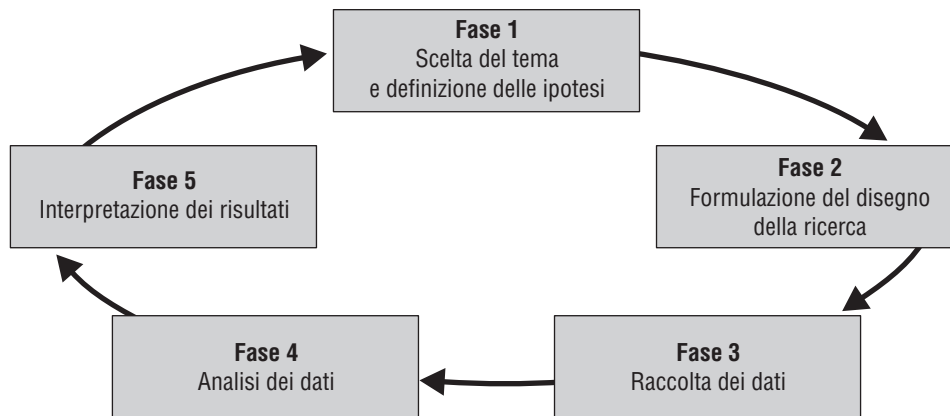 Fase 1
Scelta del tema
e definizione delle ipotesi
Fase 2
Formulazione del disegno
della ricerca
Fase 3
Raccolta dei dati
Fase 4
Analisi dei dati
Fase 5
Interpretazione dei risultati